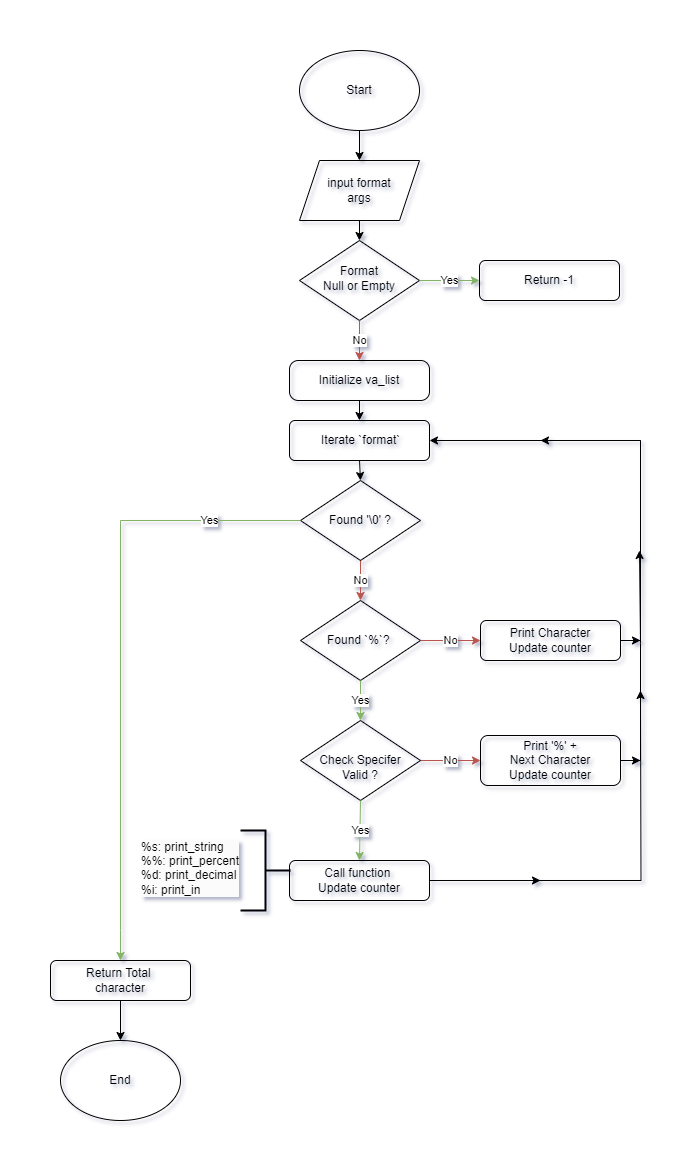 Start
input format
args
Format
Null or Empty
Yes
Return -1
No
Initialize va_list
Iterate `format`
Found '\0' ?
Yes
No
Found `%`?
No
Print Character
Update counter
Yes
Check Specifer
Valid ?
No
Print '%' +
Next Character
Update counter
Yes
%s: print_string
%%: print_percent
%d: print_decimal
%i: print_in
Call function
Update counter
Return Total
character
End